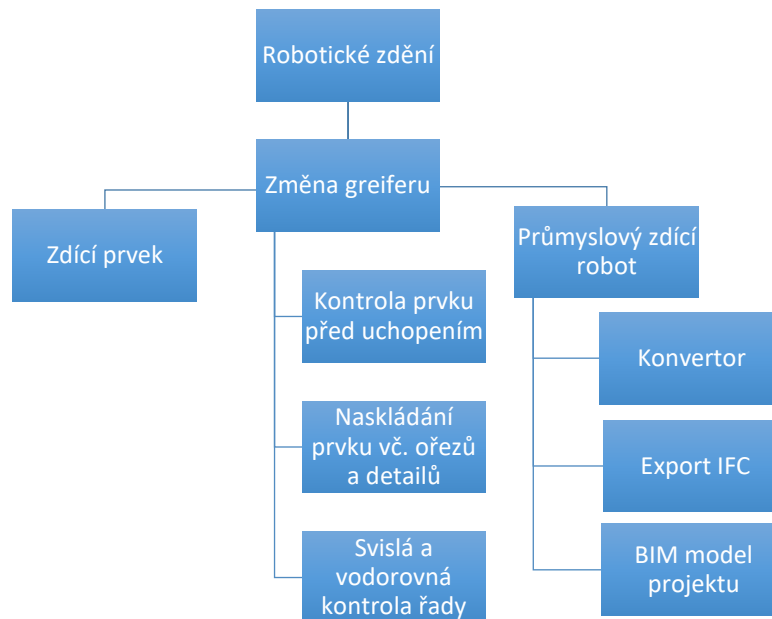 Robotické zdění
Změna greiferu
Zdící prvek
Průmyslový zdící
robot
Kontrola prvku
před uchopením
Konvertor
Naskládání
prvku vč. ořezů
a detailů
Export IFC
Svislá a
vodorovná
kontrola řady
BIM model
projektu